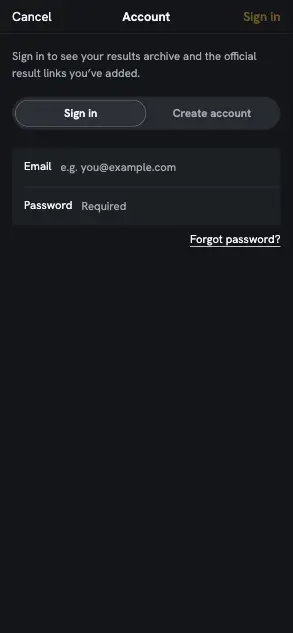 Cancel Account Sign in
Sign in to see your results archive and the official
result links you’ve added.
Sign in Create account
Email e.g. you@example.com
Password Required
Forgot password?